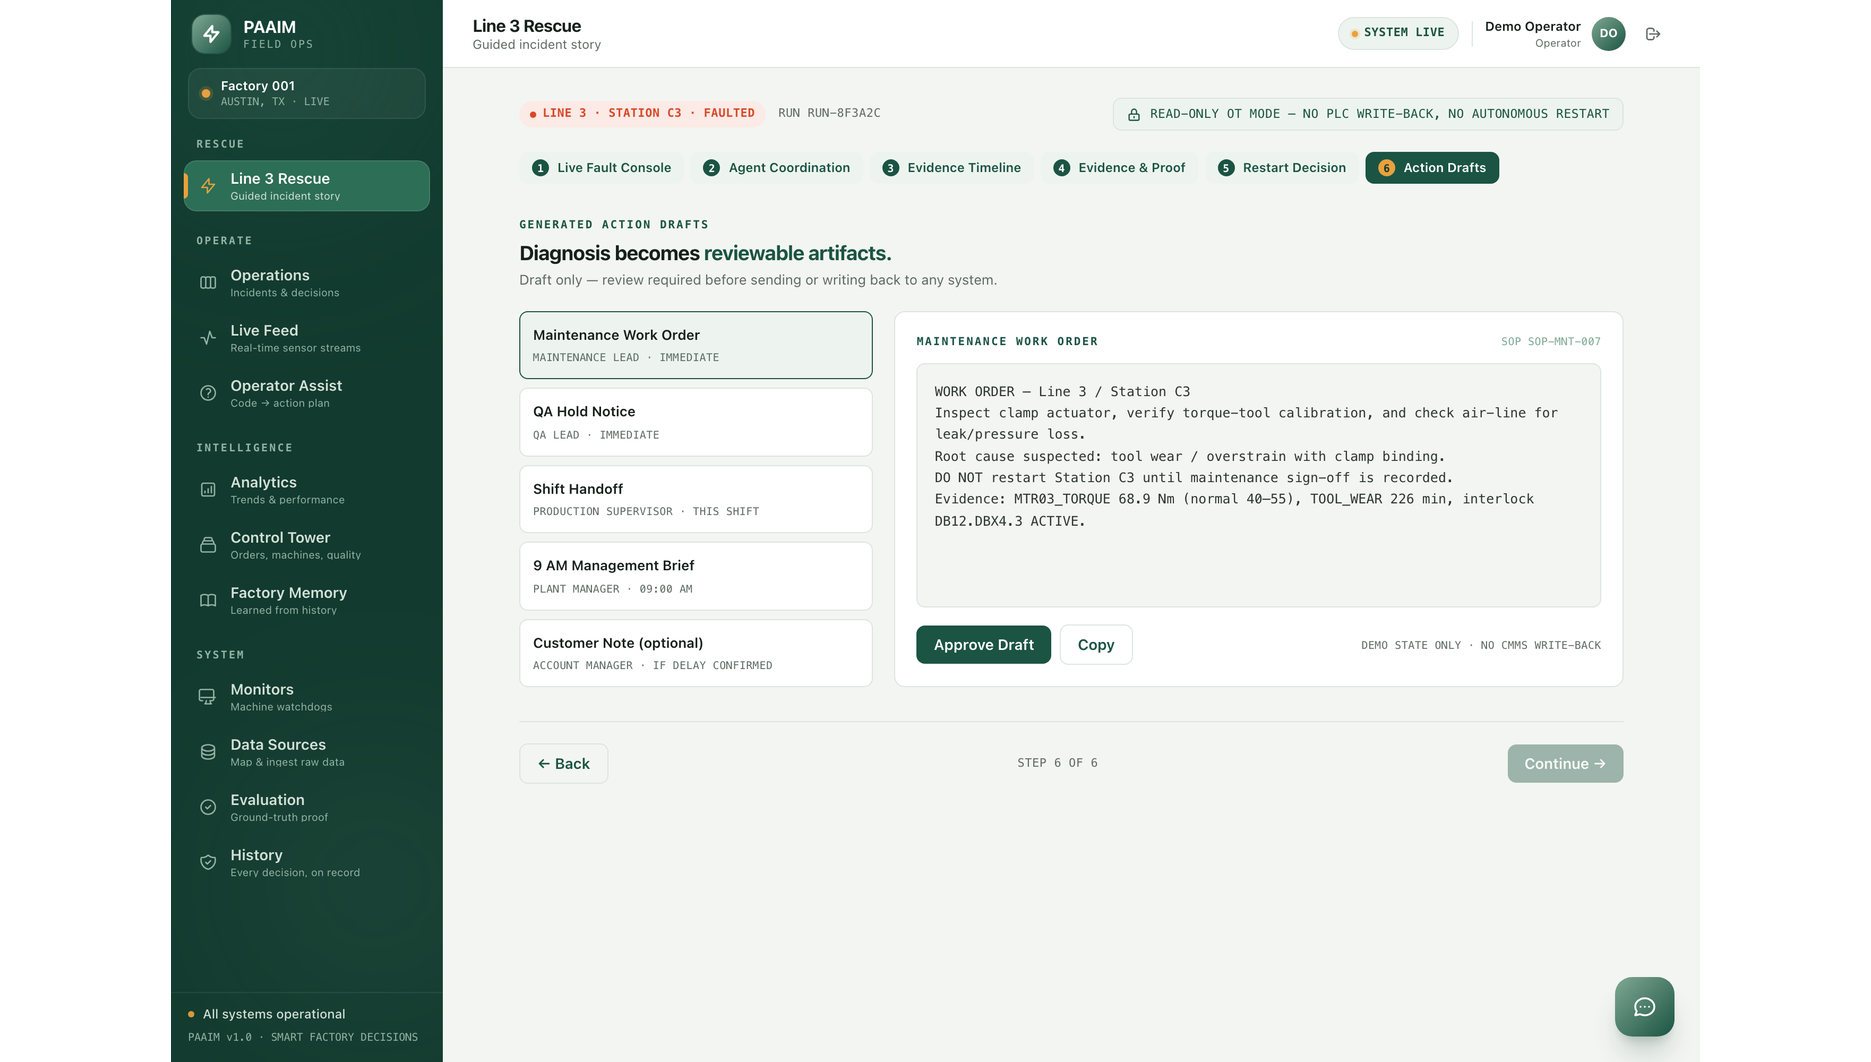 PAAIM
FIELD OPS
Factory 001
AUSTIN, TX · LIVE
RESCUE
Line 3 Rescue
Guided incident story
OPERATE
Operations
Incidents & decisions
Live Feed
Real-time sensor streams
Operator Assist
Code → action plan
INTELLIGENCE
Analytics
Trends & performance
Control Tower
Orders, machines, quality
Factory Memory
Learned from history
SYSTEM
Monitors
Machine watchdogs
Data Sources
Map & ingest raw data
Evaluation
Ground-truth proof
History
Every decision, on record
All systems operational
PAAIM v1.0 · SMART FACTORY DECISIONS
Line 3 Rescue
Guided incident story
SYSTEM LIVE
Demo Operator
Operator
DO
LINE 3 · STATION C3 · FAULTED
RUN RUN-8F3A2C
READ-ONLY OT MODE — NO PLC WRITE-BACK, NO AUTONOMOUS RESTART
1 Live Fault Console
2 Agent Coordination
3 Evidence Timeline
4 Evidence & Proof
5 Restart Decision
6 Action Drafts
GENERATED ACTION DRAFTS
Diagnosis becomes reviewable artifacts.
Draft only — review required before sending or writing back to any system.
Maintenance Work Order
MAINTENANCE LEAD · IMMEDIATE
QA Hold Notice
QA LEAD · IMMEDIATE
Shift Handoff
PRODUCTION SUPERVISOR · THIS SHIFT
9 AM Management Brief
PLANT MANAGER · 09:00 AM
Customer Note (optional)
ACCOUNT MANAGER · IF DELAY CONFIRMED
MAINTENANCE WORK ORDER
SOP SOP-MNT-007
WORK ORDER — Line 3 / Station C3
Inspect clamp actuator, verify torque-tool calibration, and check air-line for
leak/pressure loss.
Root cause suspected: tool wear / overstrain with clamp binding.
DO NOT restart Station C3 until maintenance sign-off is recorded.
Evidence: MTR03_TORQUE 68.9 Nm (normal 40–55), TOOL_WEAR 226 min, interlock
DB12.DBX4.3 ACTIVE.
Approve Draft
Copy
DEMO STATE ONLY · NO CMMS WRITE-BACK
← Back
STEP 6 OF 6
Continue →